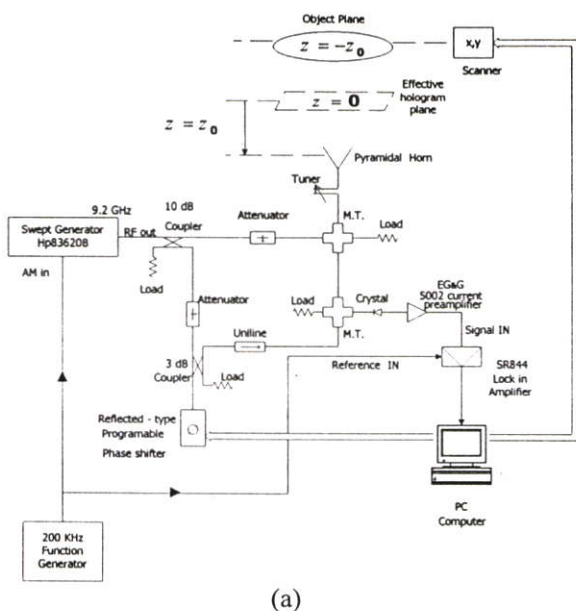 Object Plane
z = −z₀
x,y
Scanner
z = 0
Effective
hologram
plane
z = z₀
Pyramidal Horn
Tuner
9.2 GHz
10 dB
Coupler
Attenuator
M.T.
Load
Swept Generator
Hp83620B
RF out
AM in
Load
Attenuator
Load
Crystal
EG&G
5002 current
preamplifier
Uniline
M.T.
Signal IN
3 dB
Coupler
Load
Reference IN
SR844
Lock in
Amplifier
Reflected - type
Programable
Phase shifter
PC
Computer
200 KHz
Function
Generator
(a)